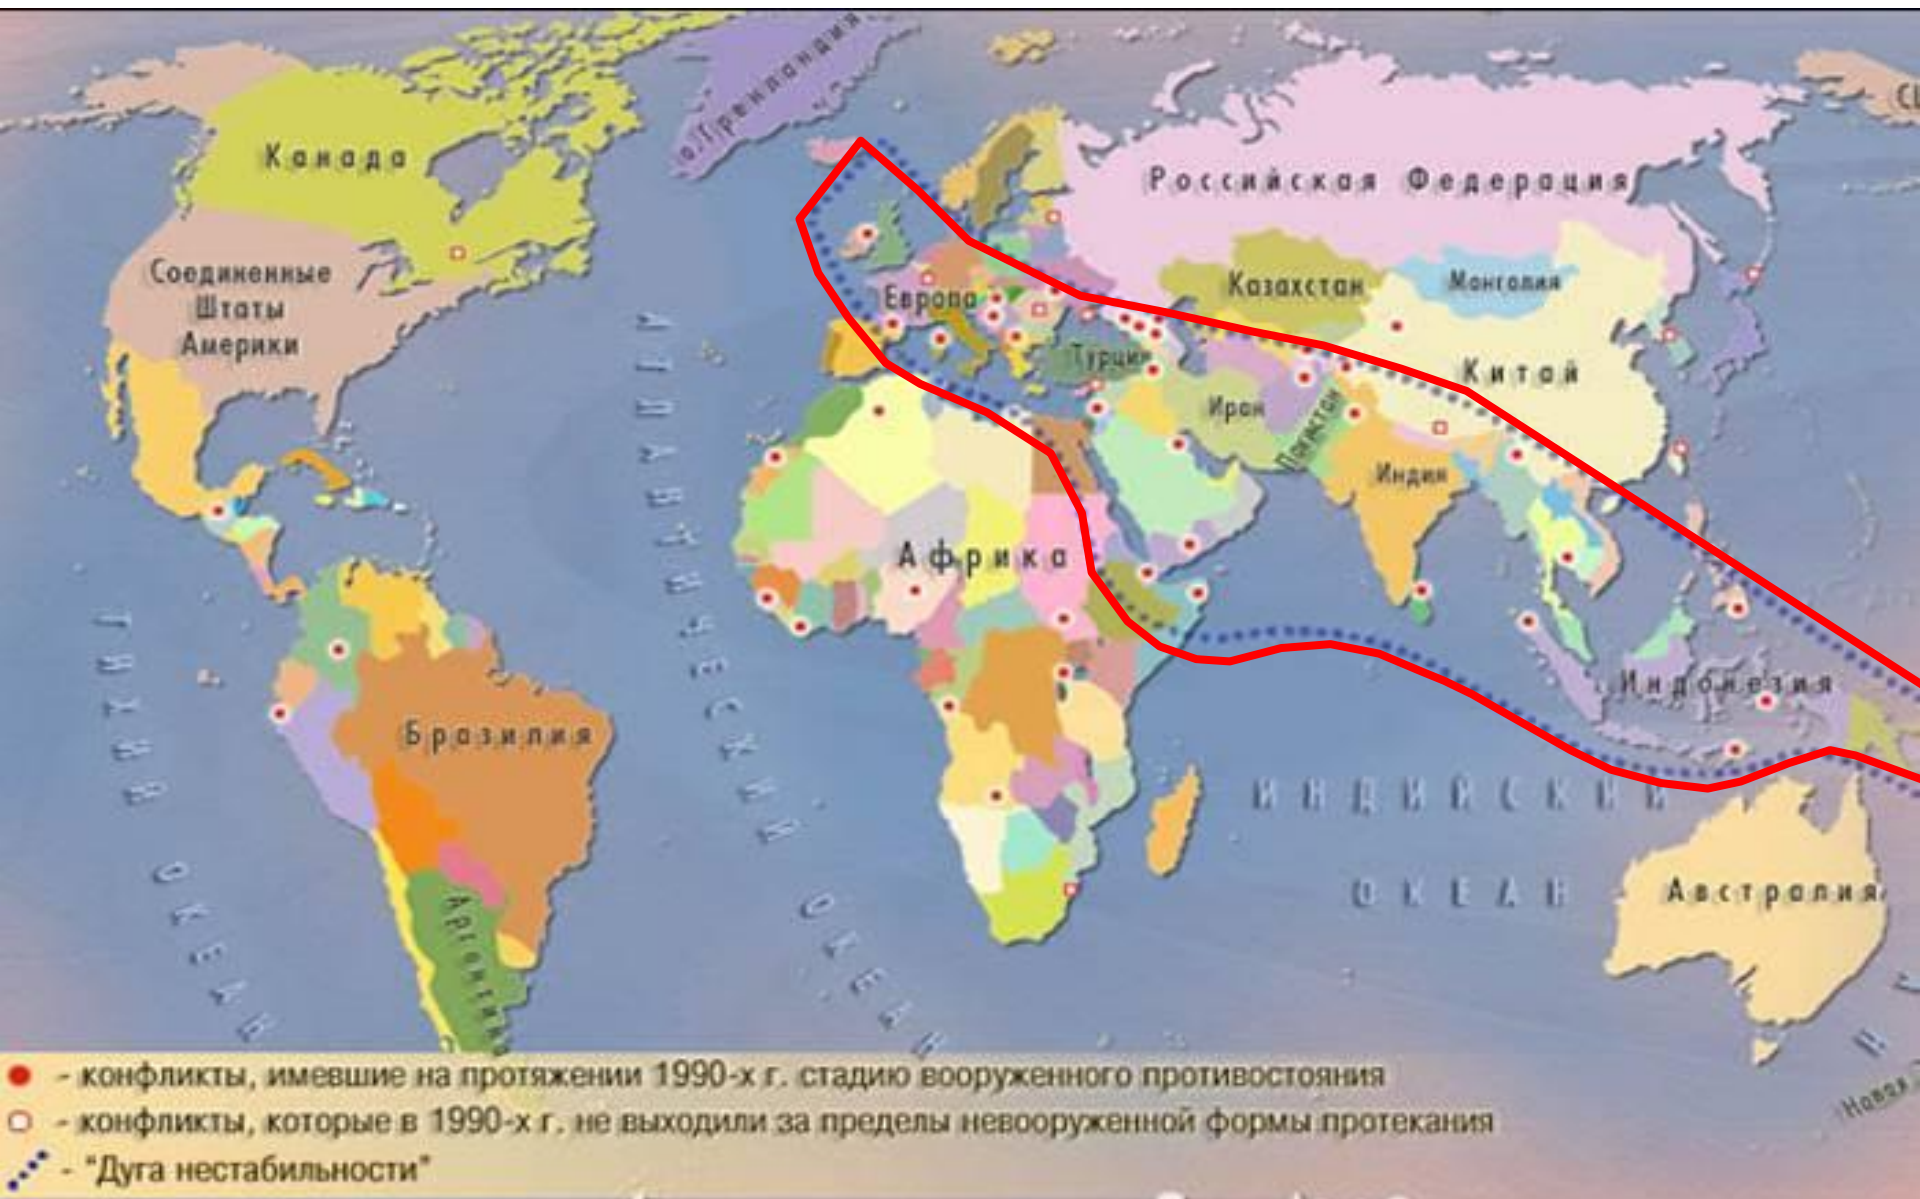 о.Гренландия
СШ
Канада
Российская Федерация
Соединенные
Штаты
Америки
Казахстан
Монголия
Европа
Турция
Китай
Иран
Пакистан
Индия
Африка
АТЛАНТИЧЕСКИЙ ОКЕАН
ТИХИЙ ОКЕАН
Индонезия
Бразилия
ИНДИЙСКИЙ
ОКЕАН
Австралия
Аргентина
Новая
- конфликты, имевшие на протяжении 1990-х г. стадию вооруженного противостояния
- конфликты, которые в 1990-х г. не выходили за пределы невооруженной формы протекания
- “Дуга нестабильности”